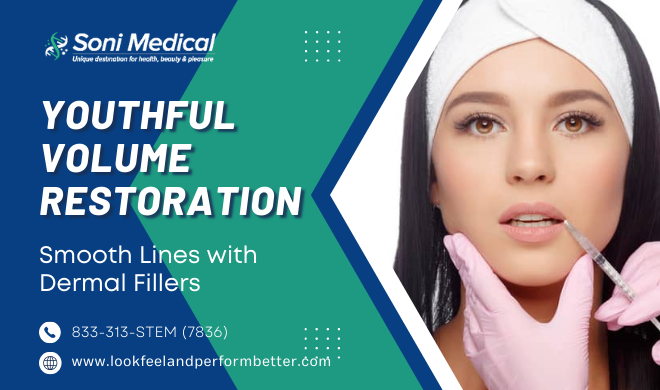 Soni Medical
Unique destination for health, beauty & pleasure
YOUTHFUL
VOLUME
RESTORATION
Smooth Lines with
Dermal Fillers
833-313-STEM (7836)
www.lookfeelandperformbetter.com